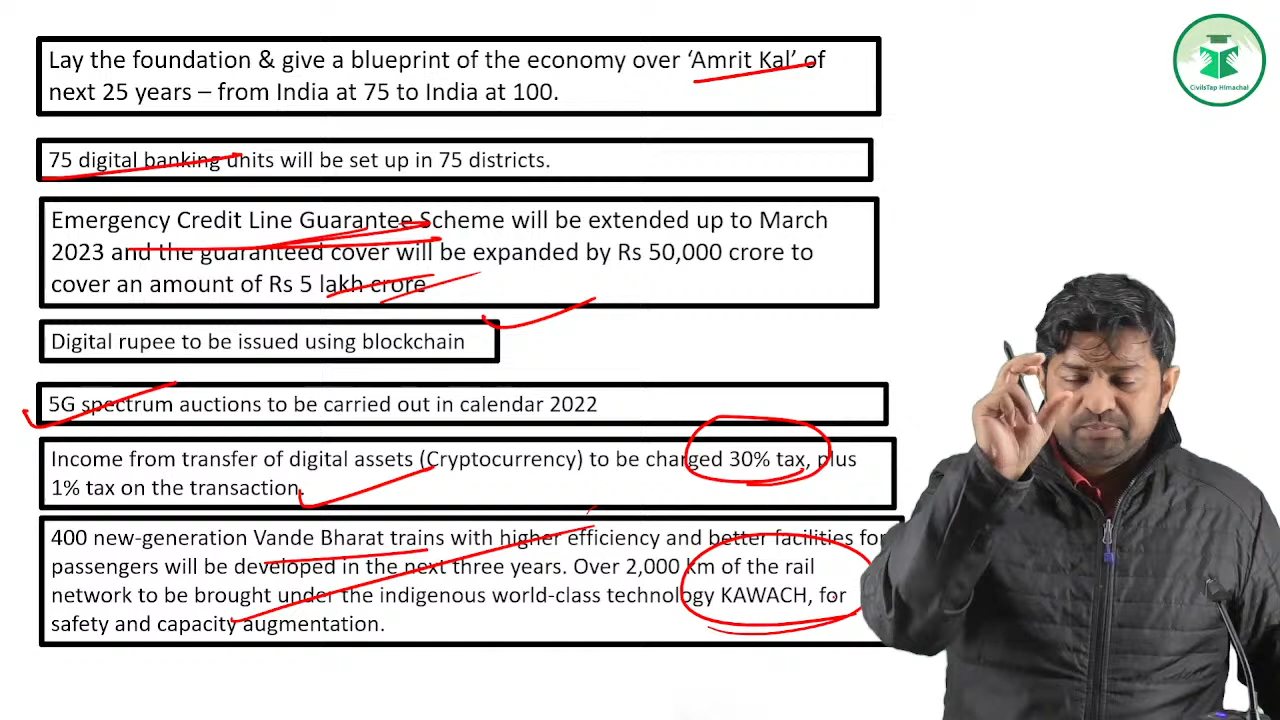 Lay the foundation & give a blueprint of the economy over ‘Amrit Kal’ of
next 25 years – from India at 75 to India at 100.
75 digital banking units will be set up in 75 districts.
Emergency Credit Line Guarantee Scheme will be extended up to March
2023 and the guaranteed cover will be expanded by Rs 50,000 crore to
cover an amount of Rs 5 lakh crore
Digital rupee to be issued using blockchain
5G spectrum auctions to be carried out in calendar 2022
Income from transfer of digital assets (Cryptocurrency) to be charged 30% tax, plus
1% tax on the transaction.
400 new-generation Vande Bharat trains with higher efficiency and better facilities for
passengers will be developed in the next three years. Over 2,000 km of the rail
network to be brought under the indigenous world-class technology KAWACH, for
safety and capacity augmentation.
CivilsTap Himachal